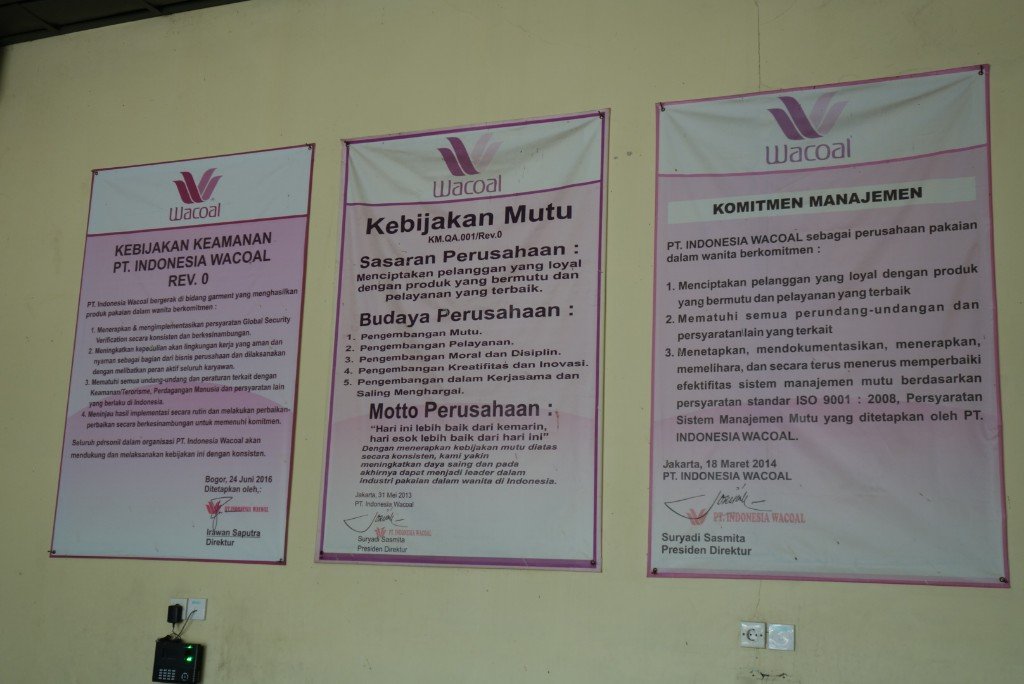 Wacoal
KEBIJAKAN KEAMANAN
PT. INDONESIA WACOAL
REV. 0
PT. Indonesia Wacoal bergerak di bidang garment yang menghasilkan
produk pakaian dalam wanita berkomitmen :
1. Menerapkan & mengimplementasikan persyaratan Global Security
Verification secara konsisten dan berkesinambungan.
2. Meningkatkan kepedulian akan lingkungan kerja yang aman dan
nyaman sebagai bagian dari bisnis perusahaan dan dilaksanakan
dengan melibatkan peran aktif seluruh karyawan.
3. Mematuhi semua undang-undang dan peraturan terkait dengan
Keamanan/Terorisme, Perdagangan Manusia dan persyaratan lain
yang berlaku di Indonesia.
4. Meninjau hasil implementasi secara rutin dan melakukan perbaikan-
perbaikan secara berkesinambungan untuk memenuhi komitmen.
Seluruh personil dalam organisasi PT. Indonesia Wacoal akan
mendukung dan melaksanakan kebijakan ini dengan konsisten.
Bogor, 24 Juni 2016
Ditetapkan oleh,:
PT. INDONESIA WACOAL
Irawan Saputra
Direktur
Wacoal
Kebijakan Mutu
KM.QA.001/Rev.0
Sasaran Perusahaan :
Menciptakan pelanggan yang loyal
dengan produk yang bermutu dan
pelayanan yang terbaik.
Budaya Perusahaan :
1. Pengembangan Mutu.
2. Pengembangan Pelayanan.
3. Pengembangan Moral dan Disiplin.
4. Pengembangan Kreatifitas dan Inovasi.
5. Pengembangan dalam Kerjasama dan
Saling Menghargai.
Motto Perusahaan :
“Hari ini lebih baik dari kemarin,
hari esok lebih baik dari hari ini”
Dengan menerapkan kebijakan mutu diatas
secara konsisten, kami yakin
meningkatkan daya saing dan pada
akhirnya dapat menjadi leader dalam
industri pakaian dalam wanita di Indonesia.
Jakarta, 31 Mei 2013
PT. Indonesia Wacoal
PT. INDONESIA WACOAL
Suryadi Sasmita
Presiden Direktur
Wacoal
KOMITMEN MANAJEMEN
PT. INDONESIA WACOAL sebagai perusahaan pakaian
dalam wanita berkomitmen :
1. Menciptakan pelanggan yang loyal dengan produk
yang bermutu dan pelayanan yang terbaik
2. Mematuhi semua perundang-undangan dan
persyaratan lain yang terkait
3. Menetapkan, mendokumentasikan, menerapkan,
memelihara, dan secara terus menerus memperbaiki
efektifitas sistem manajemen mutu berdasarkan
persyaratan standar ISO 9001 : 2008, Persyaratan
Sistem Manajemen Mutu yang ditetapkan oleh PT.
INDONESIA WACOAL.
Jakarta, 18 Maret 2014
PT. INDONESIA WACOAL
PT. INDONESIA WACOAL
Suryadi Sasmita
Presiden Direktur